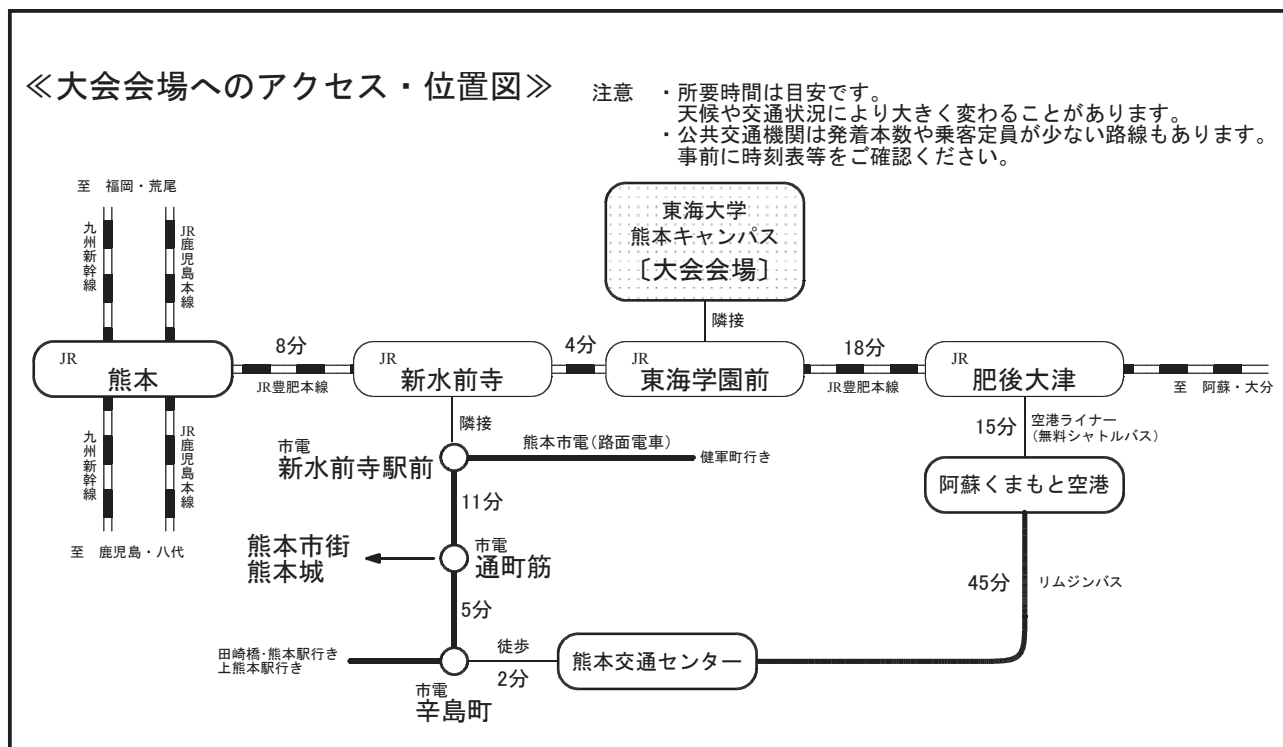 ≪大会会場へのアクセス・位置図≫
注意 ・所要時間は目安です。
天候や交通状況により大きく変わることがあります。
・公共交通機関は発着本数や乗客定員が少ない路線もあります。
事前に時刻表等をご確認ください。
至 福岡・荒尾
九州新幹線
JR鹿児島本線
東海大学
熊本キャンパス
〔大会会場〕
隣接
JR
熊本
8分
JR豊肥本線
JR
新水前寺
4分
JR
東海学園前
18分
JR豊肥本線
JR
肥後大津
至 阿蘇・大分
九州新幹線
JR鹿児島本線
至 鹿児島・八代
隣接
市電
新水前寺駅前
熊本市電(路面電車)
健軍町行き
15分
空港ライナー
(無料シャトルバス)
阿蘇くまもと空港
11分
熊本市街
熊本城
市電
通町筋
45分
リムジンバス
5分
田崎橋・熊本駅行き
上熊本駅行き
徒歩
2分
熊本交通センター
市電
辛島町